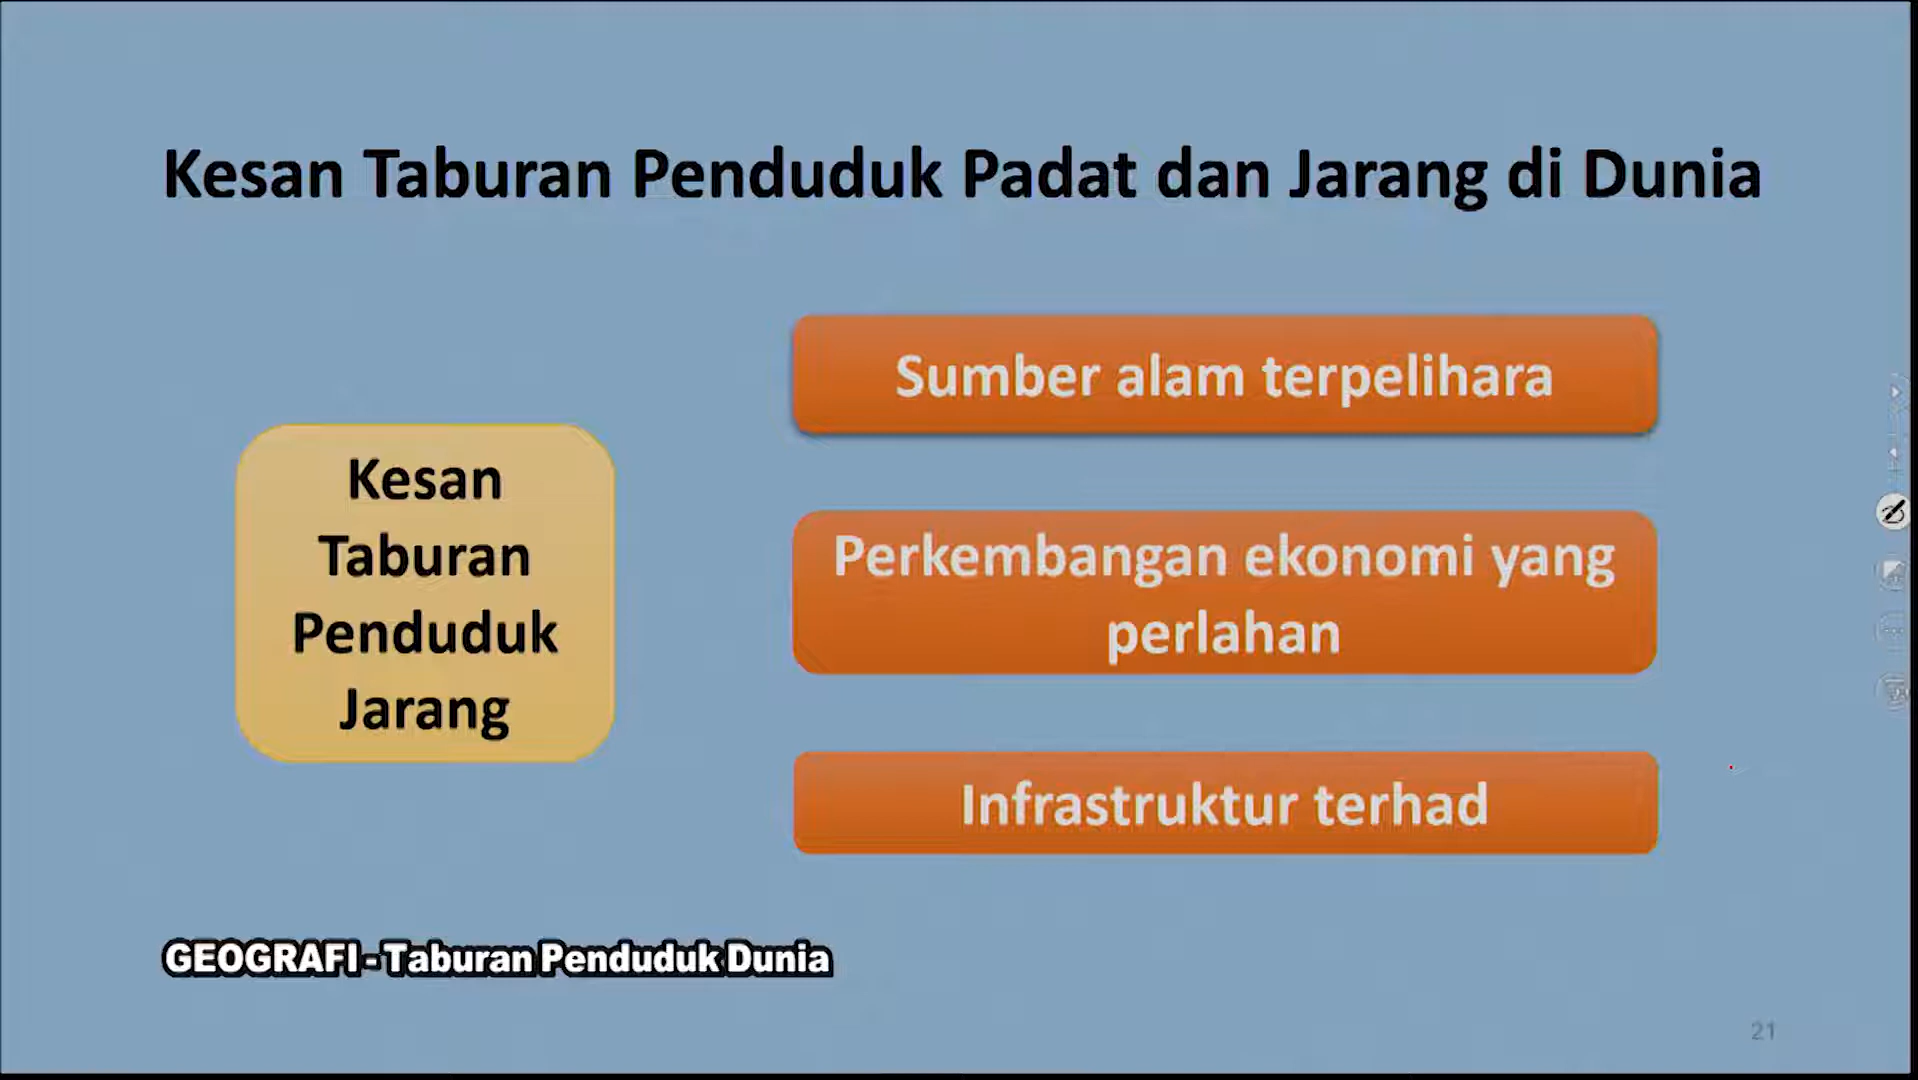 Kesan Taburan Penduduk Padat dan Jarang di Dunia
Kesan
Taburan
Penduduk
Jarang
Sumber alam terpelihara
Perkembangan ekonomi yang
perlahan
Infrastruktur terhad
GEOGRAFI - Taburan Penduduk Dunia
21